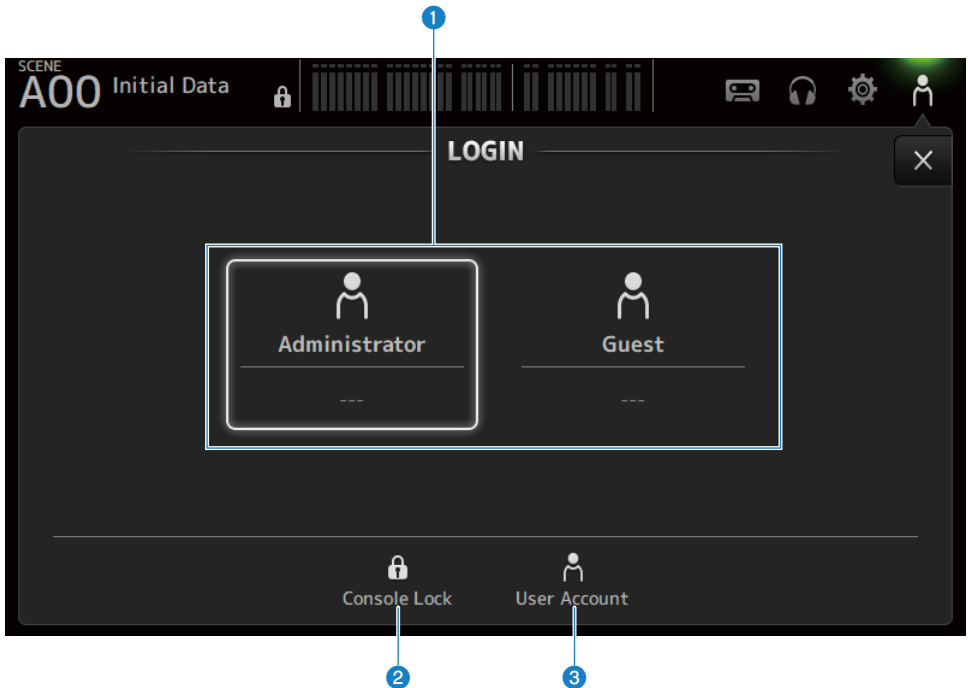 1
SCENE
A00 Initial Data
LOGIN
Administrator
Guest
---
---
Console Lock
User Account
2
3